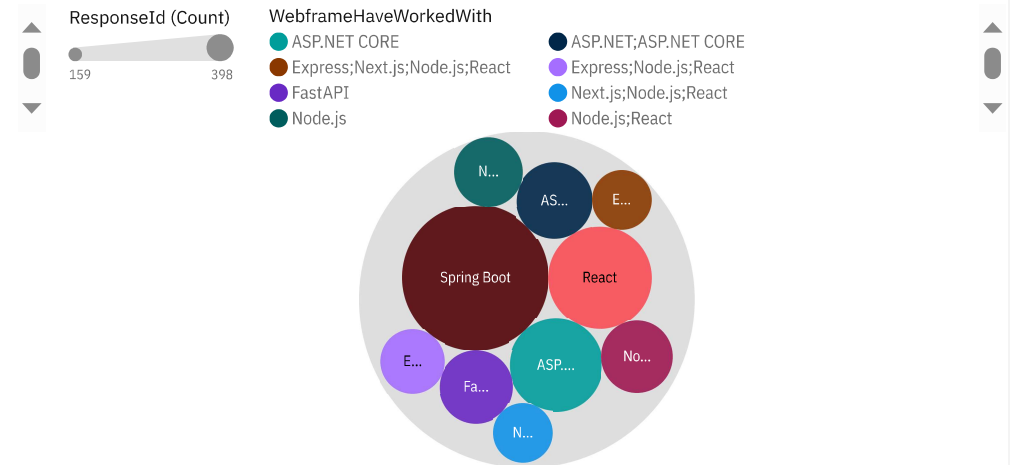 ResponseId (Count)
159 398
WebframeHaveWorkedWith
ASP.NET CORE
ASP.NET;ASP.NET CORE
Express;Next.js;Node.js;React
Express;Node.js;React
FastAPI
Next.js;Node.js;React
Node.js
Node.js;React
N...
AS...
E...
Spring Boot
React
E...
Fa...
ASP....
No...
N...